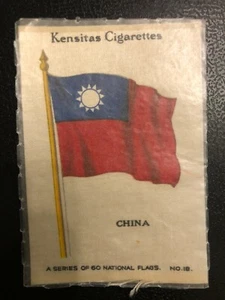 Kensitas Cigarettes
CHINA
A SERIES OF 60 NATIONAL FLAGS. NO.18.